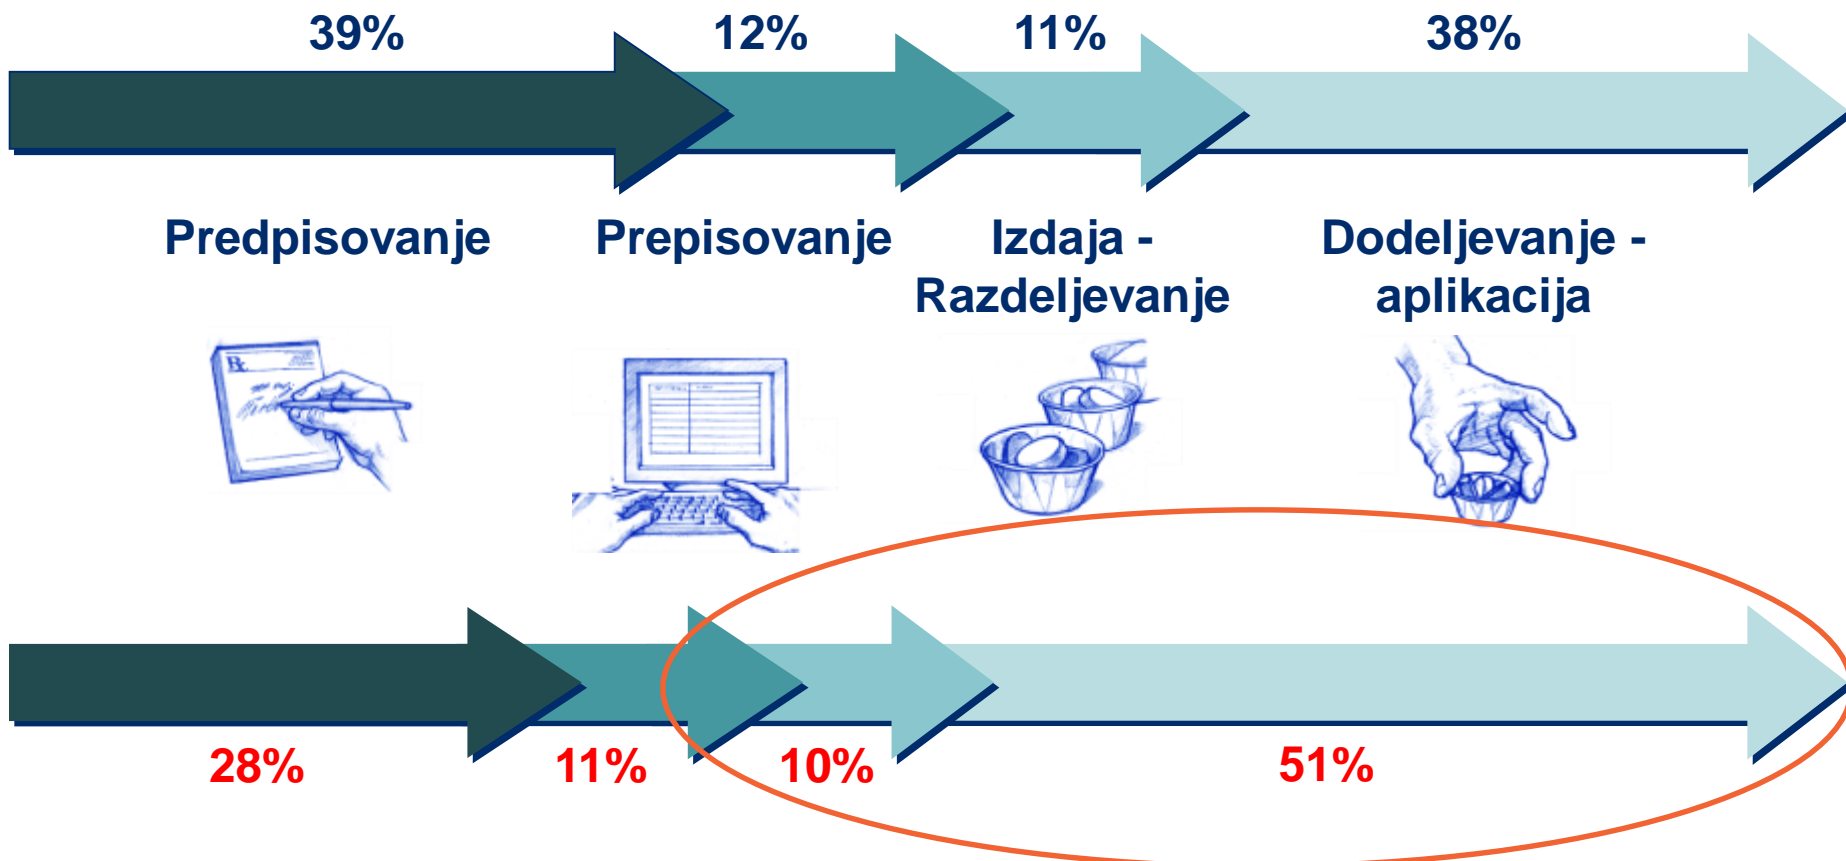 39% 12% 11% 38%
Predpisovanje Prepisovanje Izdaja - Dodeljevanje -
Razdeljevanje aplikacija
28% 11% 10% 51%